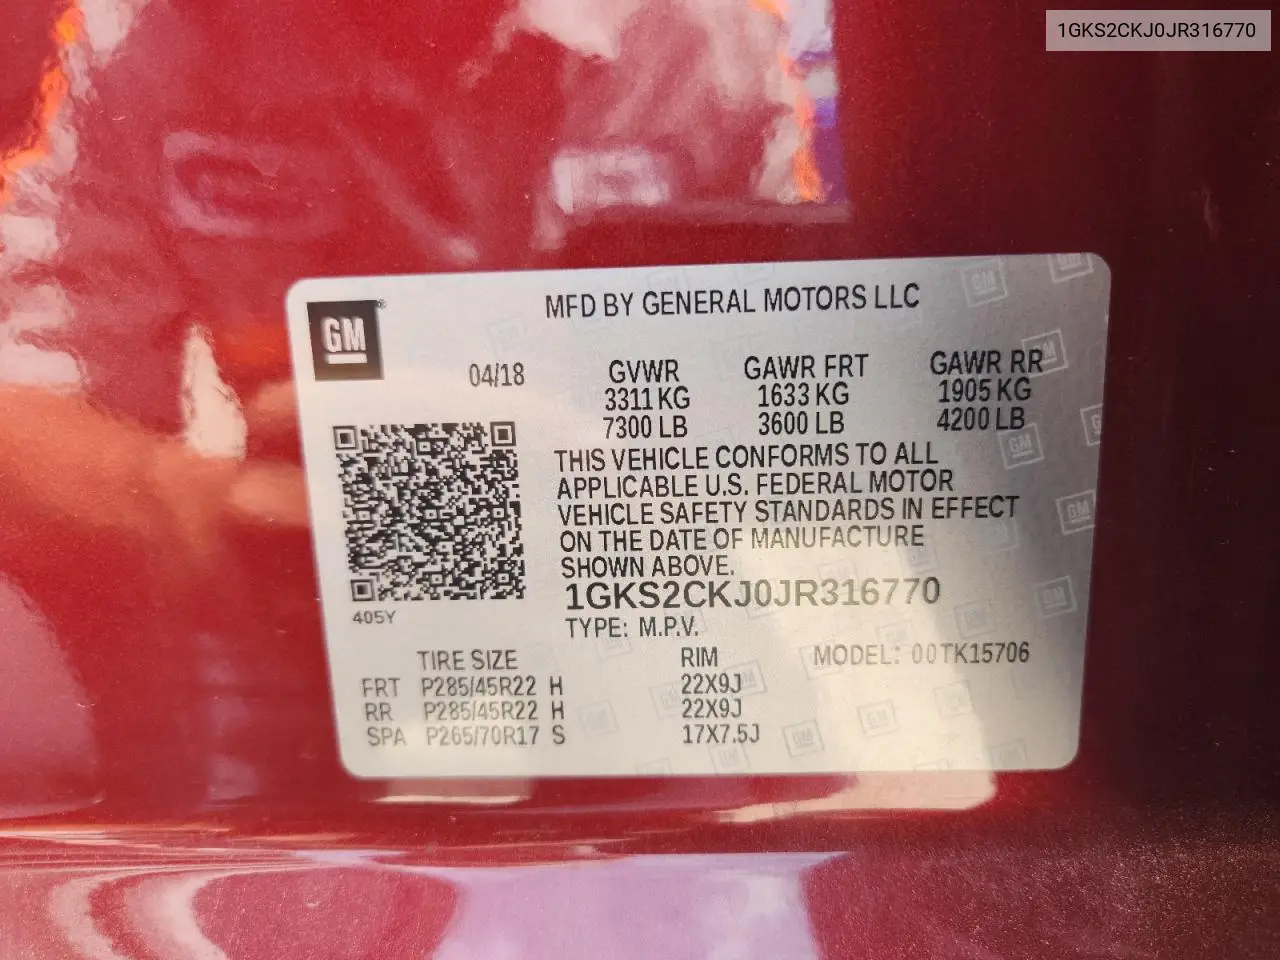 1GKS2CKJ0JR316770
GM®
MFD BY GENERAL MOTORS LLC
04/18
GVWR GAWR FRT GAWR RR
3311 KG 1633 KG 1905 KG
7300 LB 3600 LB 4200 LB
THIS VEHICLE CONFORMS TO ALL
APPLICABLE U.S. FEDERAL MOTOR
VEHICLE SAFETY STANDARDS IN EFFECT
ON THE DATE OF MANUFACTURE
SHOWN ABOVE.
1GKS2CKJ0JR316770
405Y
TYPE: M.P.V.
TIRE SIZE RIM MODEL: 00TK15706
FRT P285/45R22 H 22X9J
RR P285/45R22 H 22X9J
SPA P265/70R17 S 17X7.5J